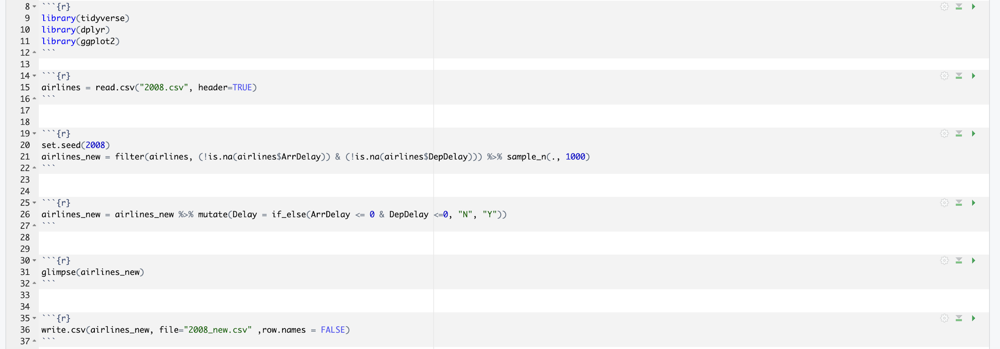 8 ```{r}
9 library(tidyverse)
10 library(dplyr)
11 library(ggplot2)
12 ```
13
14 ```{r}
15 airlines = read.csv("2008.csv", header=TRUE)
16 ```
17
18
19 ```{r}
20 set.seed(2008)
21 airlines_new = filter(airlines, (!is.na(airlines$ArrDelay)) & (!is.na(airlines$DepDelay))) %>% sample_n(., 1000)
22 ```
23
24
25 ```{r}
26 airlines_new = airlines_new %>% mutate(Delay = if_else(ArrDelay <= 0 & DepDelay <=0, "N", "Y"))
27 ```
28
29
30 ```{r}
31 glimpse(airlines_new)
32 ```
33
34
35 ```{r}
36 write.csv(airlines_new, file="2008_new.csv" ,row.names = FALSE)
37 ```